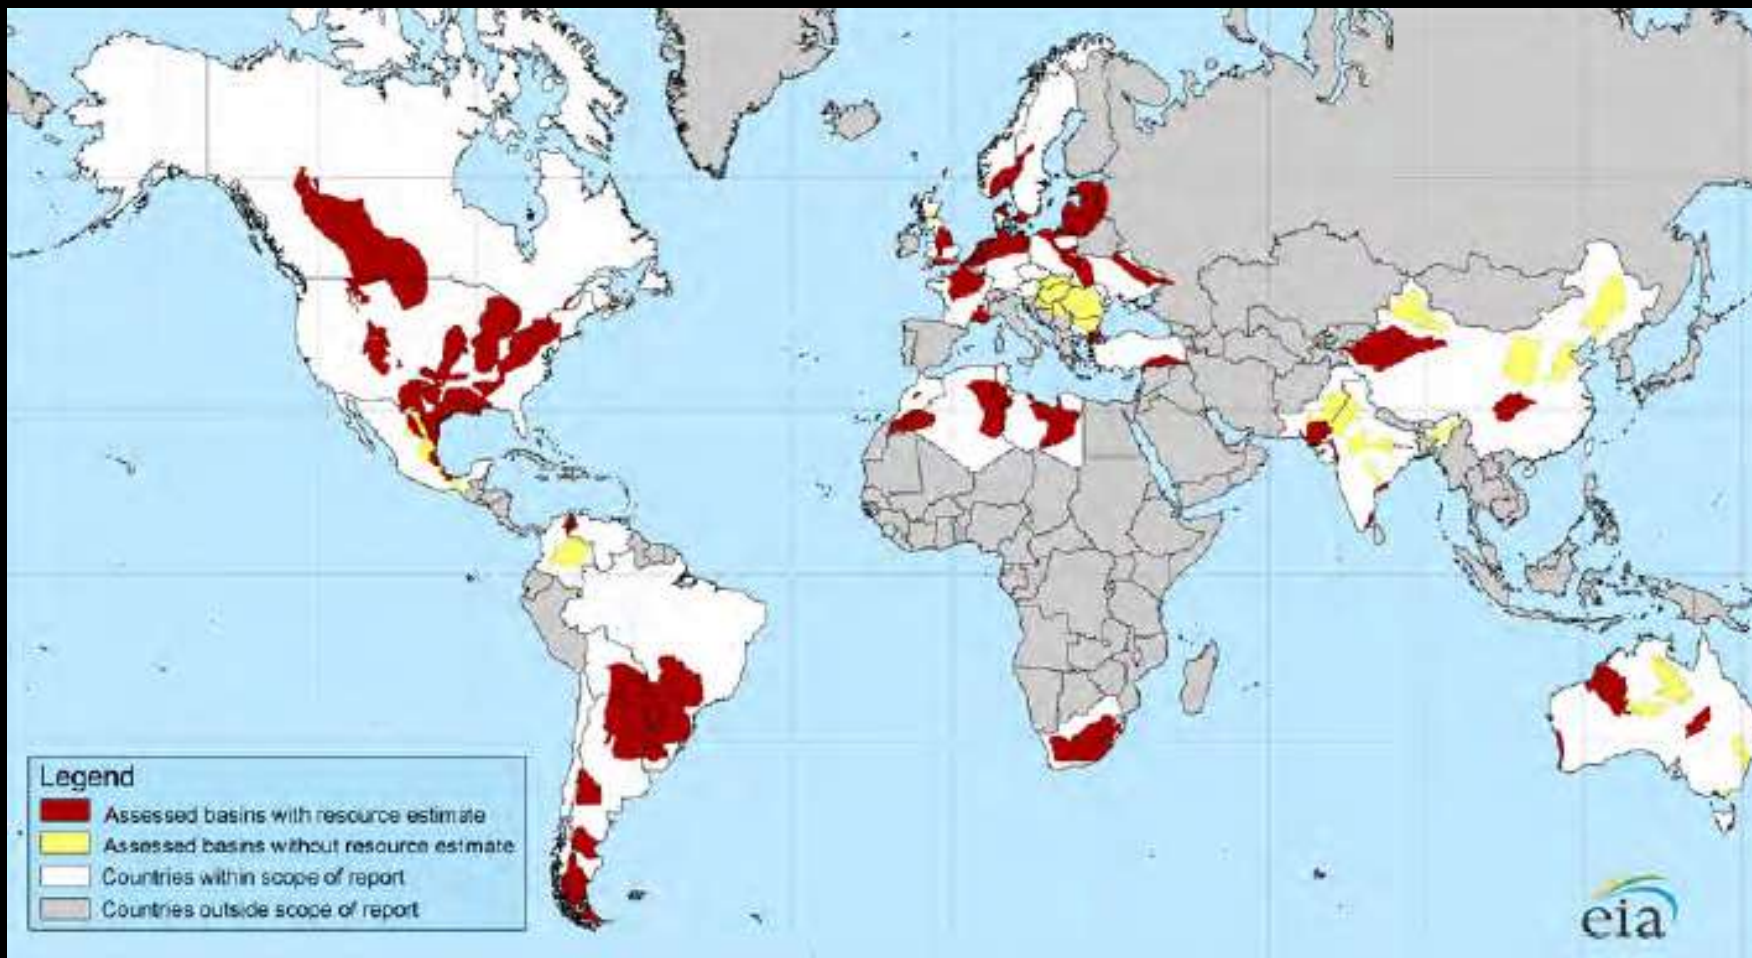 Legend
Assessed basins with resource estimate
Assessed basins without resource estimate
Countries within scope of report
Countries outside scope of report
eia